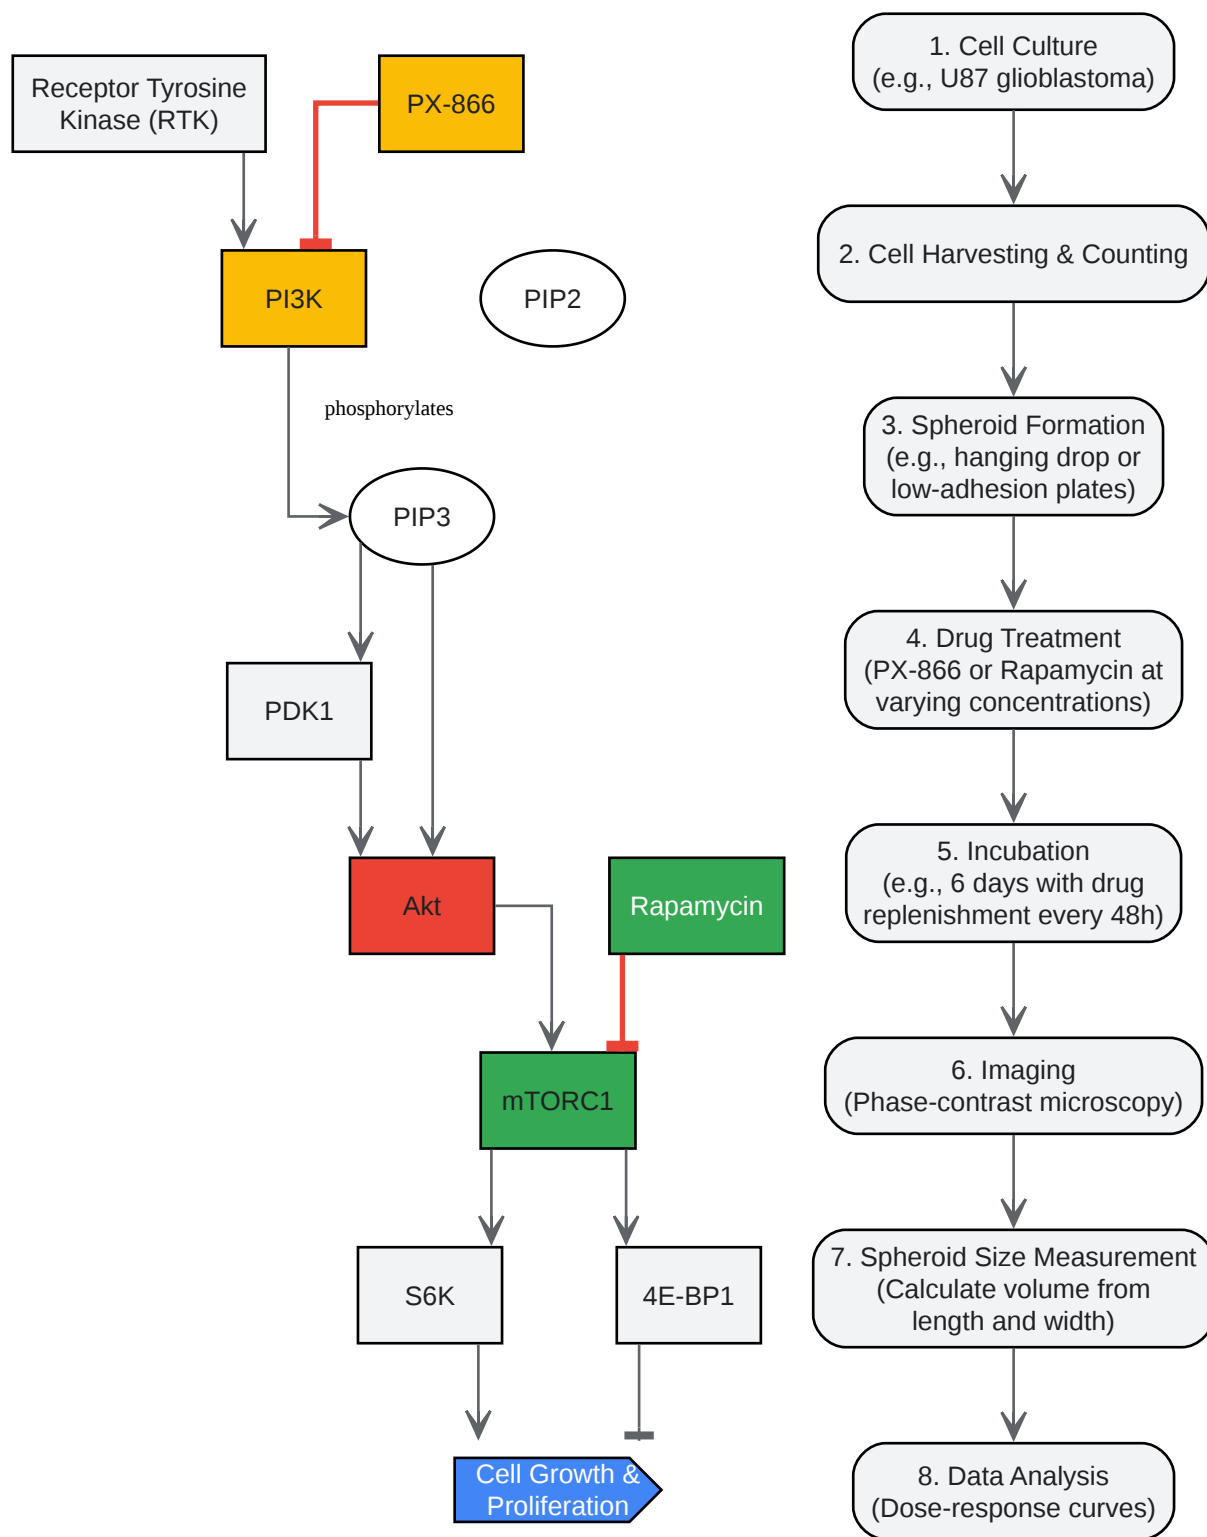 Receptor Tyrosine
Kinase (RTK)
PX-866
PI3K
PIP2
phosphorylates
PIP3
PDK1
Akt
Rapamycin
mTORC1
S6K
4E-BP1
Cell Growth &
Proliferation
1. Cell Culture
(e.g., U87 glioblastoma)
2. Cell Harvesting & Counting
3. Spheroid Formation
(e.g., hanging drop or
low-adhesion plates)
4. Drug Treatment
(PX-866 or Rapamycin at
varying concentrations)
5. Incubation
(e.g., 6 days with drug
replenishment every 48h)
6. Imaging
(Phase-contrast microscopy)
7. Spheroid Size Measurement
(Calculate volume from
length and width)
8. Data Analysis
(Dose-response curves)